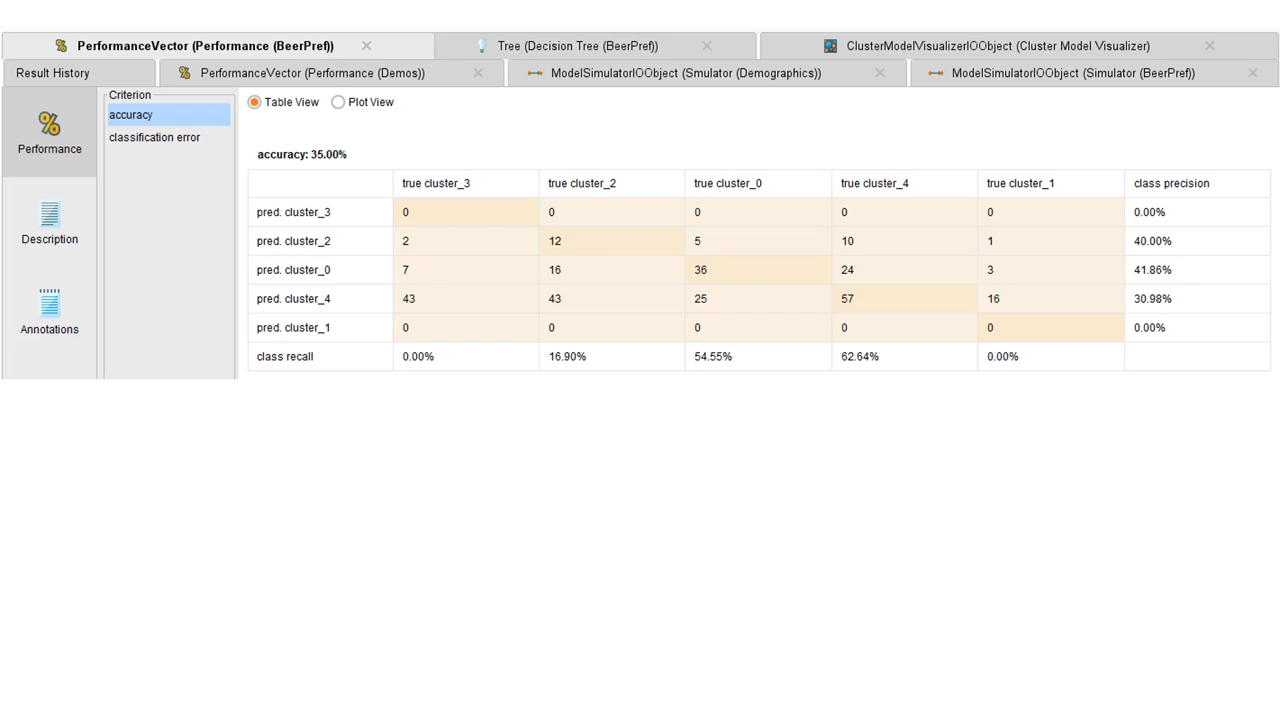 PerformanceVector (Performance (BeerPref))
Tree (Decision Tree (BeerPref))
ClusterModelVisualizerIOObject (Cluster Model Visualizer)
Result History
PerformanceVector (Performance (Demos))
ModelSimulatorIOObject (Smulator (Demographics))
ModelSimulatorIOObject (Simulator (BeerPref))
%
Performance
Description
Annotations
Criterion
accuracy
classification error
Table View Plot View
accuracy: 35.00%
true cluster_3 true cluster_2 true cluster_0 true cluster_4 true cluster_1 class precision
pred. cluster_3 0 0 0 0 0 0.00%
pred. cluster_2 2 12 5 10 1 40.00%
pred. cluster_0 7 16 36 24 3 41.86%
pred. cluster_4 43 43 25 57 16 30.98%
pred. cluster_1 0 0 0 0 0 0.00%
class recall 0.00% 16.90% 54.55% 62.64% 0.00%